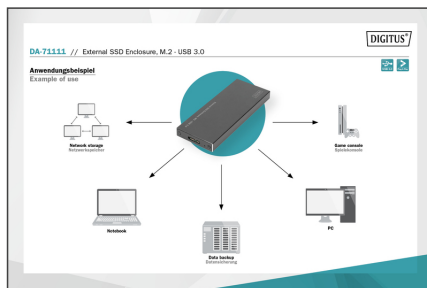 DIGITUS®
DA-71111 // External SSD Enclosure, M.2 - USB 3.0
Anwendungsbeispiel
Example of use
Network storage
Netzwerkspeicher
Game console
Spielekonsole
Notebook
Data backup
Datensicherung
PC